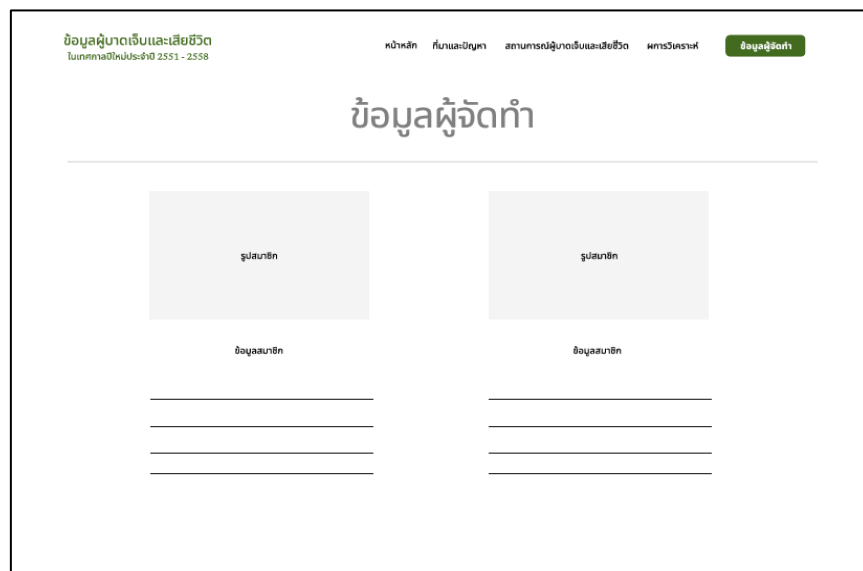 ข้อมูลผู้บาดเจ็บและเสียชีวิต
ในเทศกาลปีใหม่ประจำปี 2551 - 2558
หน้าหลัก ที่มาและปัญหา สถานการณ์ผู้บาดเจ็บและเสียชีวิต ผการวิเคราะห์ ข้อมูลผู้จัดทำ
ข้อมูลผู้จัดทำ
รูปสมาชิก รูปสมาชิก
ข้อมูลสมาชิก ข้อมูลสมาชิก